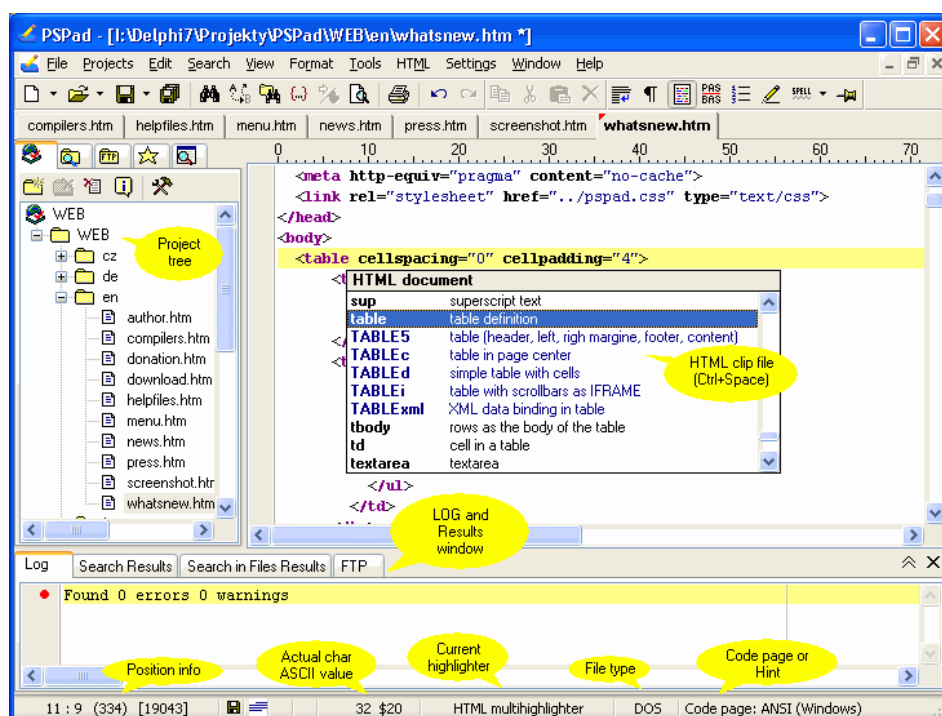 PSPad - [I:\Delphi7\Projekty\PSPad\WEB\en\whatsnew.htm *]
File Projects Edit Search View Format Tools HTML Settings Window Help
PAS BAS SPELL
compilers.htm helpfiles.htm menu.htm news.htm press.htm screenshot.htm whatsnew.htm
FTP
0 10 20 30 40 50 60 70
<meta http-equiv="pragma" content="no-cache">
<link rel="stylesheet" href="../pspad.css" type="text/css">
</head>
<body>
<table cellspacing="0" cellpadding="4">
WEB
WEB
Project
tree
cz
de
en
author.htm
compilers.htm
donation.htm
download.htm
helpfiles.htm
menu.htm
news.htm
press.htm
screenshot.htr
whatsnew.htm
<t
</
<t
HTML document
sup superscript text
table table definition
TABLE5 table (header, left, righ margine, footer, content)
TABLEc table in page center
TABLEd simple table with cells
TABLEi table with scrollbars as IFRAME
TABLExml XML data binding in table
tbody rows as the body of the table
td cell in a table
textarea textarea
HTML clip file
(Ctrl+Space)
</ul>
</td>
LOG and
Results
window
Log Search Results Search in Files Results FTP
Found 0 errors 0 warnings
Position info
Actual char
ASCII value
Current
highlighter
File type
Code page or
Hint
11 : 9 (334) [19043] 32 $20 HTML multihighlighter DOS Code page: ANSI (Windows)